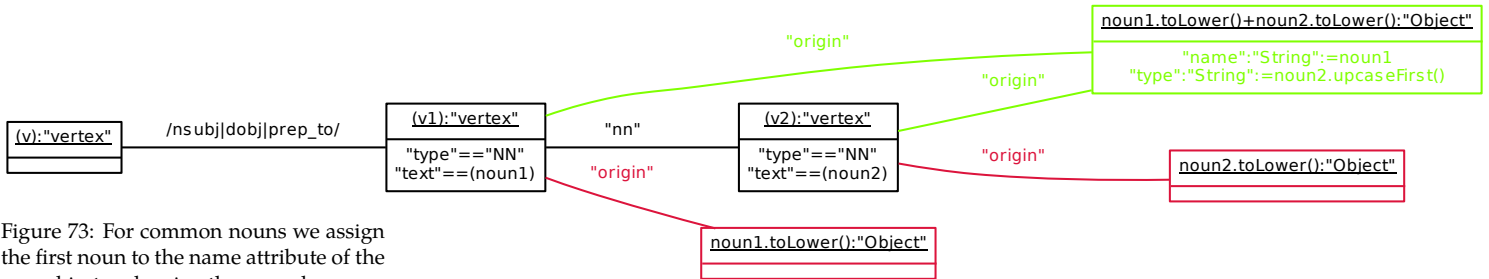 noun1.toLower()+noun2.toLower():"Object"
"origin"
"name":"String":=noun1
"type":"String":=noun2.upcaseFirst()
"origin"
(v):"vertex"
/nsubj|dobj|prep_to/
(v1):"vertex"
"type"=="NN"
"text"==(noun1)
"nn"
(v2):"vertex"
"type"=="NN"
"text"==(noun2)
"origin"
"origin"
noun2.toLower():"Object"
noun1.toLower():"Object"
Figure 73: For common nouns we assign
the first noun to the name attribute of the